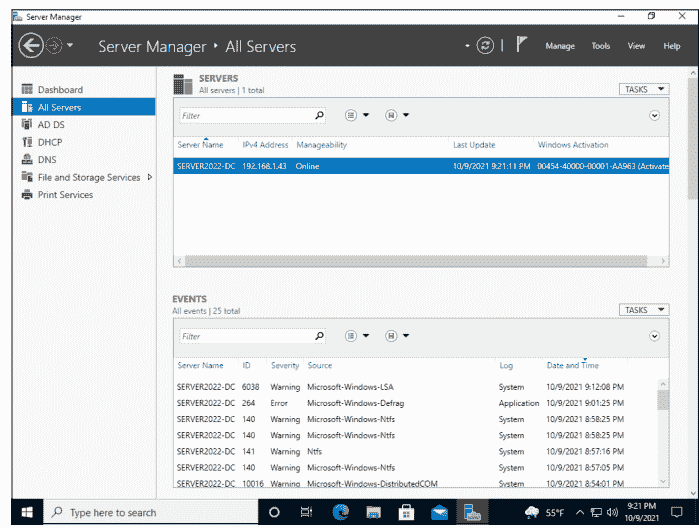 Server Manager
Server Manager • All Servers
Manage Tools View Help
Dashboard
All Servers
AD DS
DHCP
DNS
File and Storage Services
Print Services
SERVERS
All servers | 1 total
TASKS
Filter
Server Name IPv4 Address Manageability Last Update Windows Activation
SERVER2022-DC 192.168.1.43 Online 10/9/2021 9:21:11 PM 00454-40000-00001-AA963 (Activate
EVENTS
All events | 25 total
TASKS
Filter
Server Name ID Severity Source Log Date and Time
SERVER2022-DC 6038 Warning Microsoft-Windows-LSA System 10/9/2021 9:12:08 PM
SERVER2022-DC 264 Error Microsoft-Windows-Defrag Application 10/9/2021 9:01:25 PM
SERVER2022-DC 140 Warning Microsoft-Windows-Ntfs System 10/9/2021 8:58:25 PM
SERVER2022-DC 140 Warning Microsoft-Windows-Ntfs System 10/9/2021 8:58:25 PM
SERVER2022-DC 141 Warning Ntfs System 10/9/2021 8:57:16 PM
SERVER2022-DC 140 Warning Microsoft-Windows-Ntfs System 10/9/2021 8:57:05 PM
SERVER2022-DC 10016 Warning Microsoft-Windows-DistributedCOM System 10/9/2021 8:54:01 PM
Type here to search
55°F
9:21 PM
10/9/2021